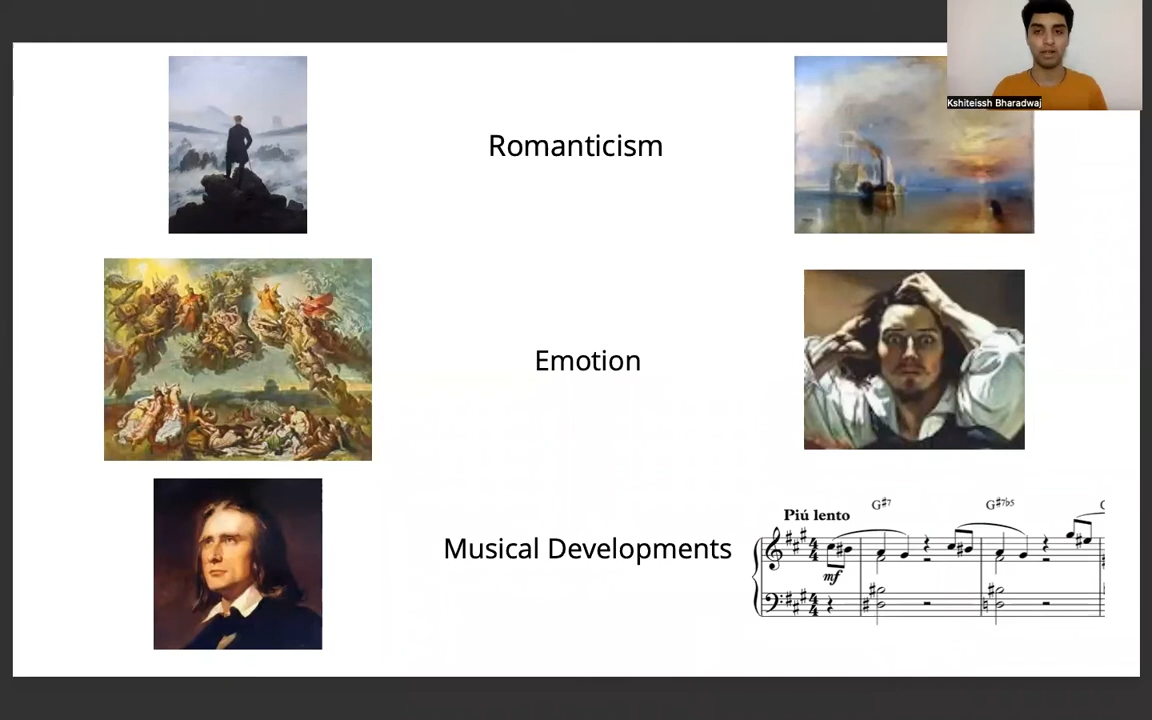 Kshiteissh Bharadwaj
Romanticism
Emotion
Musical Developments
Piú lento
G#7
G#7b5
mf